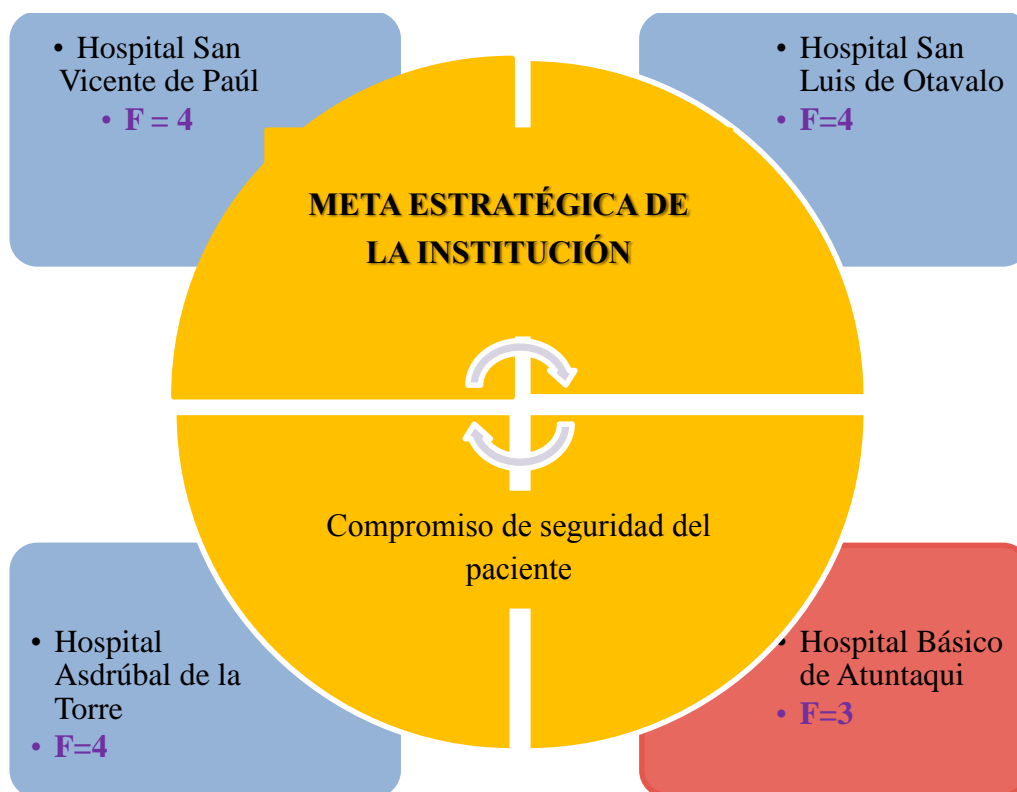 • Hospital San
Vicente de Paúl
• F = 4
• Hospital San
Luis de Otavalo
• F=4
META ESTRATÉGICA DE
LA INSTITUCIÓN
Compromiso de seguridad del
paciente
• Hospital
Asdrúbal de la
Torre
• F=4
• Hospital Básico
de Atuntaqui
• F=3